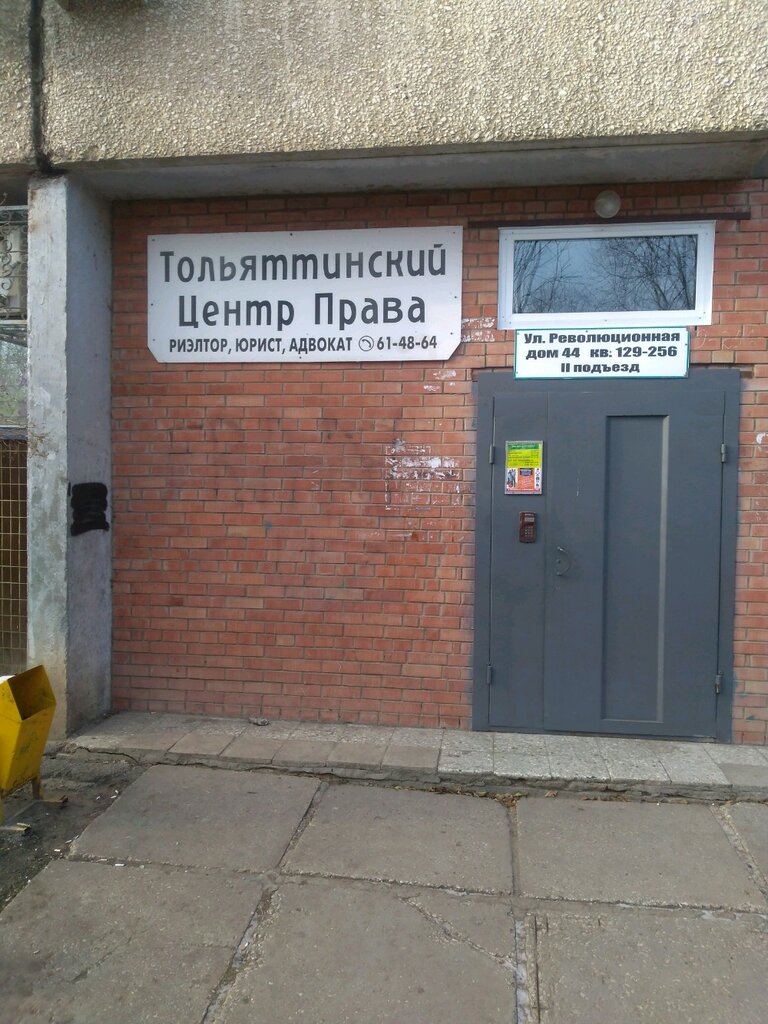 Тольяттинский
Центр Права
РИЭЛТОР, ЮРИСТ, АДВОКАТ 61-48-64
Ул. Революционная
дом 44 кв: 129-256
II подъезд